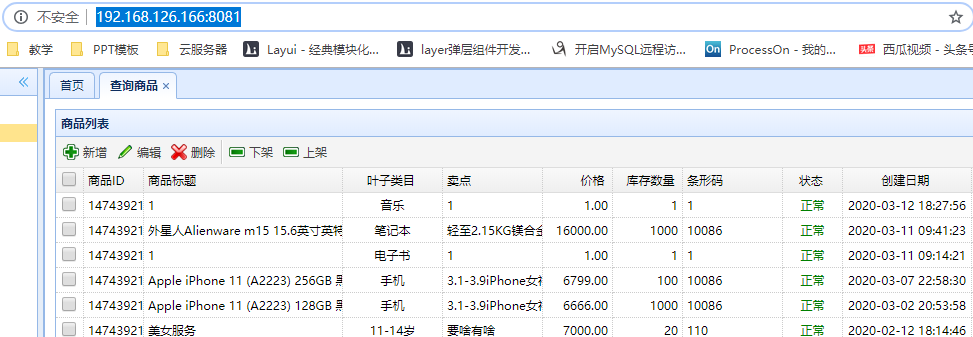 不安全 | 192.168.126.166:8081
教学 PPT模板 云服务器 Layui - 经典模块化... layer弹层组件开发... 开启MySQL远程访... On ProcessOn - 我的... 头条 西瓜视频 - 头条号
首页 查询商品
商品列表
新增 编辑 删除 下架 上架
商品ID 商品标题 叶子类目 卖点 价格 库存数量 条形码 状态 创建日期
14743921 1 音乐 1 1.00 1 1 正常 2020-03-12 18:27:56
14743921 外星人Alienware m15 15.6英寸英特 笔记本 轻至2.15KG镁合金 16000.00 1000 10086 正常 2020-03-11 09:41:23
14743921 1 电子书 1 1.00 1 1 正常 2020-03-11 09:14:21
14743921 Apple iPhone 11 (A2223) 256GB 黑 手机 3.1-3.9iPhone女神 6799.00 100 10086 正常 2020-03-07 22:58:30
14743921 Apple iPhone 11 (A2223) 128GB 黑 手机 3.1-3.9iPhone女神 6666.00 1000 10086 正常 2020-03-02 20:53:58
14743921 美女服务 11-14岁 要啥有啥 7000.00 20 110 正常 2020-02-12 18:14:46